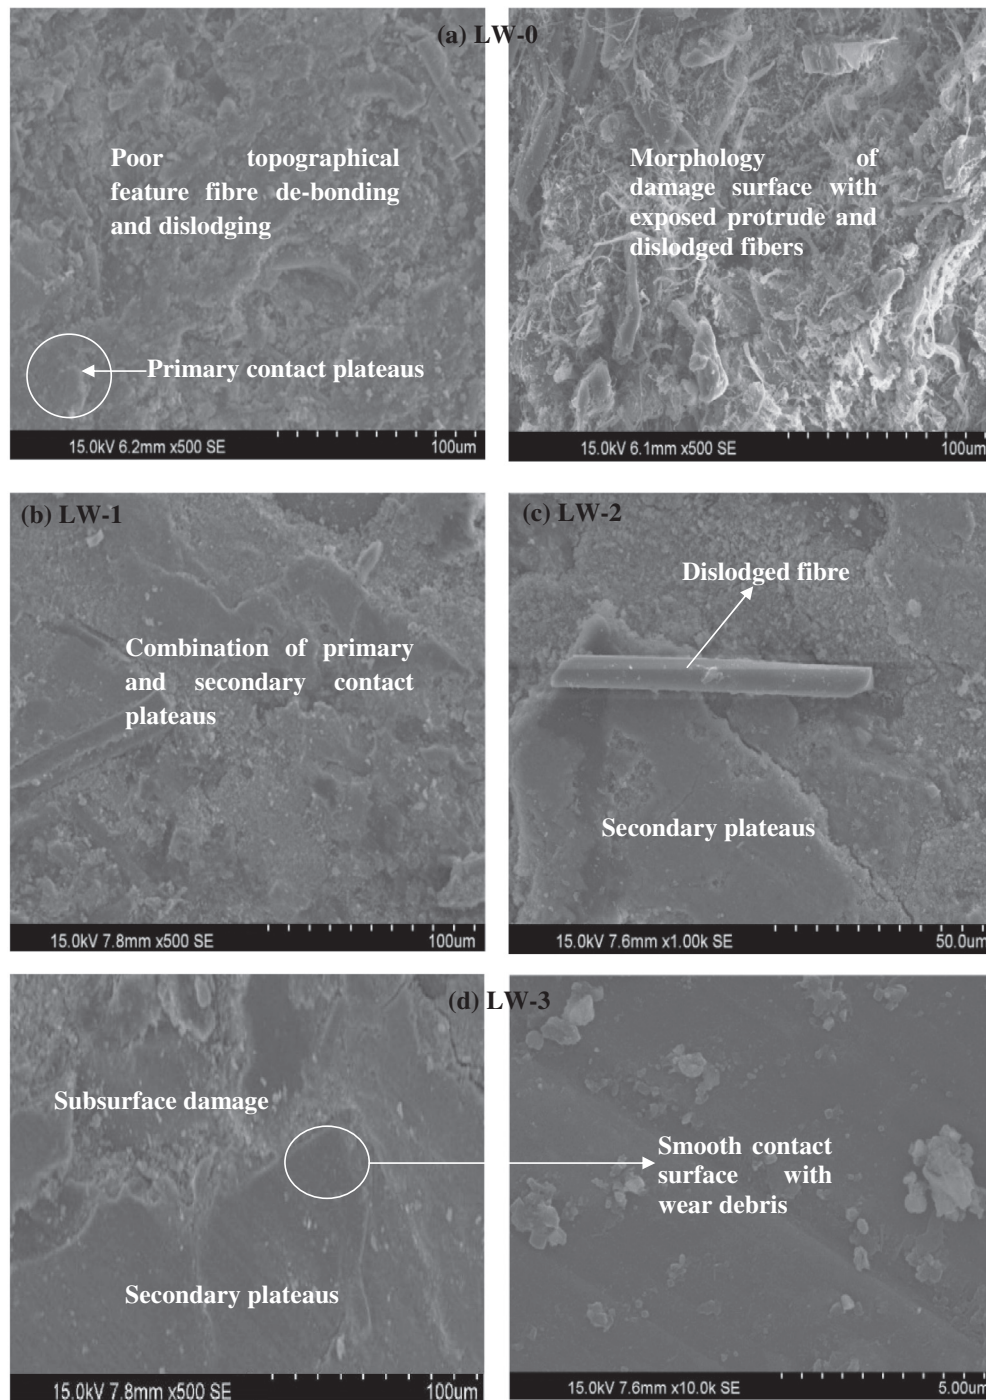 (a) LW-0
Poor topographical
feature fibre de-bonding
and dislodging
Primary contact plateaus
15.0kV 6.2mm x500 SE 100um
Morphology of
damage surface with
exposed protrude and
dislodged fibers
15.0kV 6.1mm x500 SE 100um
(b) LW-1
Combination of primary
and secondary contact
plateaus
15.0kV 7.8mm x500 SE 100um
(c) LW-2
Dislodged fibre
Secondary plateaus
15.0kV 7.6mm x1.00k SE 50.0um
(d) LW-3
Subsurface damage
Secondary plateaus
15.0kV 7.8mm x500 SE 100um
Smooth contact
surface with
wear debris
15.0kV 7.6mm x10.0k SE 5.00um